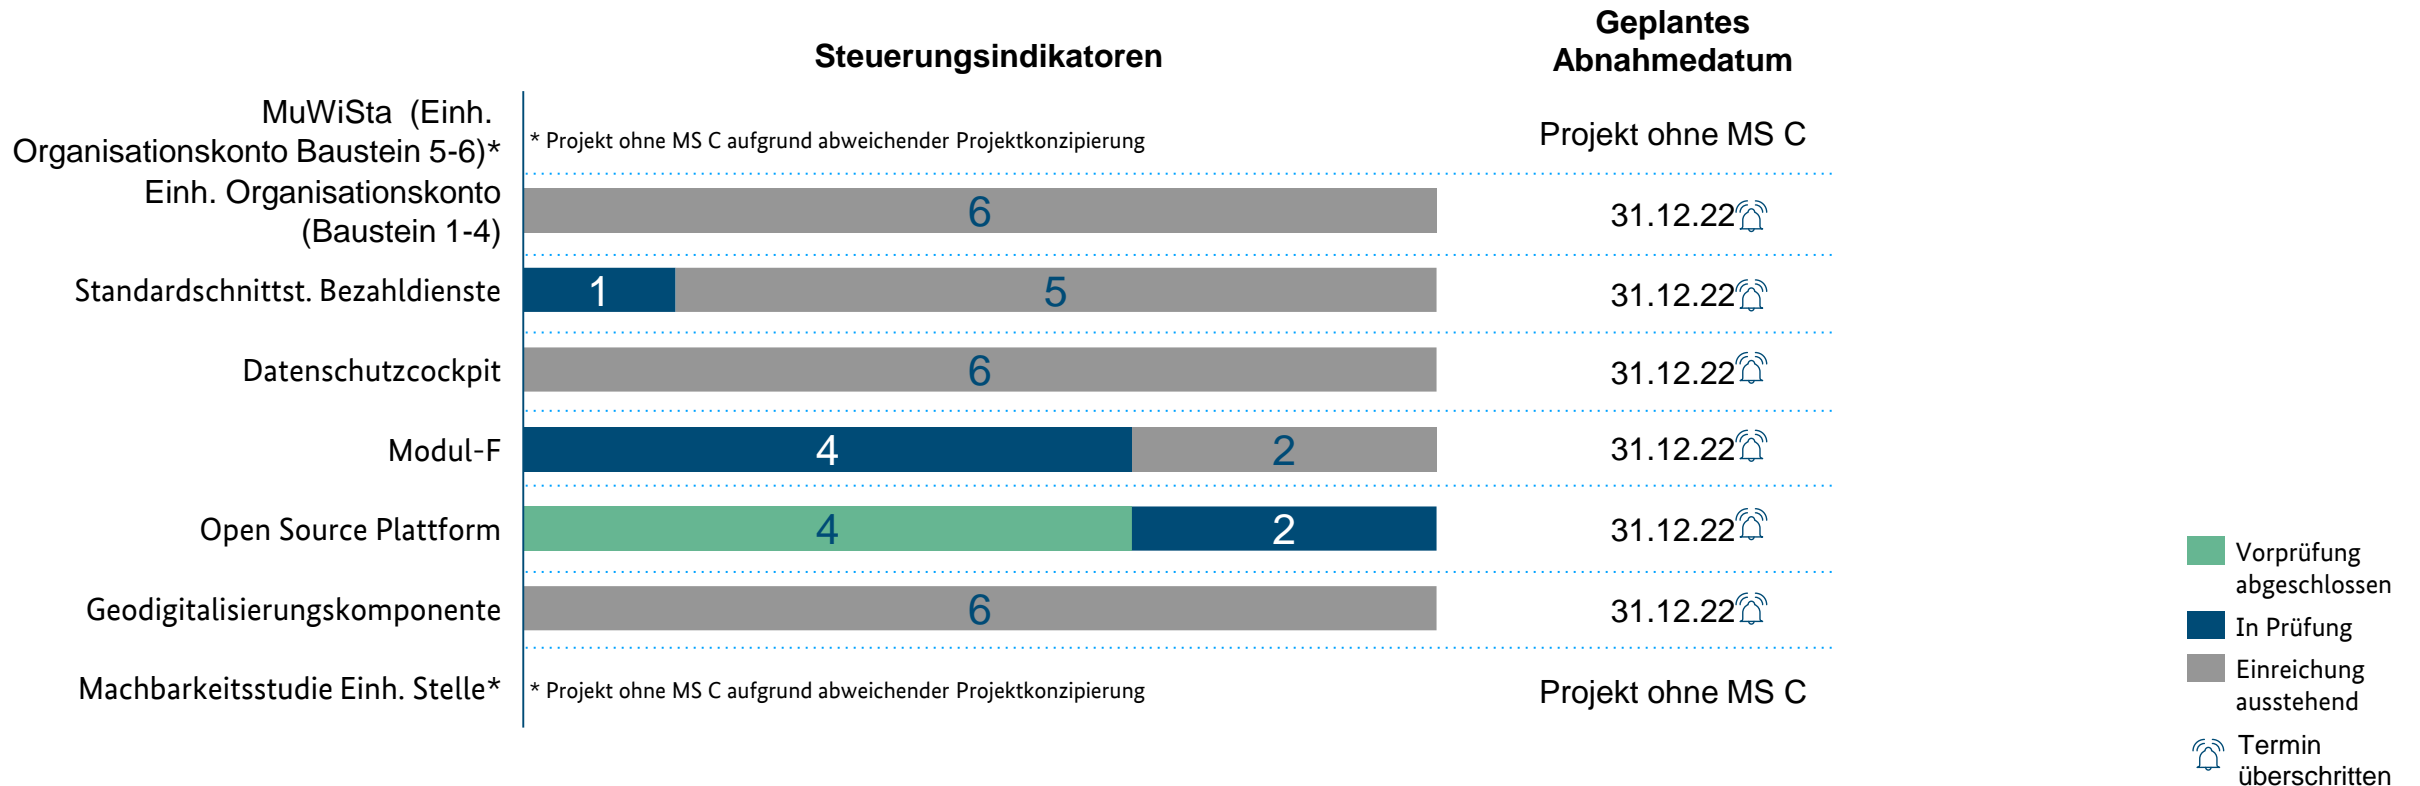 Steuerungsindikatoren
Geplantes
Abnahmedatum
MuWiSta (Einh.
Organisationskonto Baustein 5-6)*
* Projekt ohne MS C aufgrund abweichender Projektkonzipierung
Projekt ohne MS C
Einh. Organisationskonto
(Baustein 1-4)
6
31.12.22
Standardschnittst. Bezahldienste
1
5
31.12.22
Datenschutzcockpit
6
31.12.22
Modul-F
4
2
31.12.22
Open Source Plattform
4
2
31.12.22
Geodigitalisierungskomponente
6
31.12.22
Machbarkeitsstudie Einh. Stelle*
* Projekt ohne MS C aufgrund abweichender Projektkonzipierung
Projekt ohne MS C
Vorprüfung
abgeschlossen
In Prüfung
Einreichung
ausstehend
Termin
überschritten